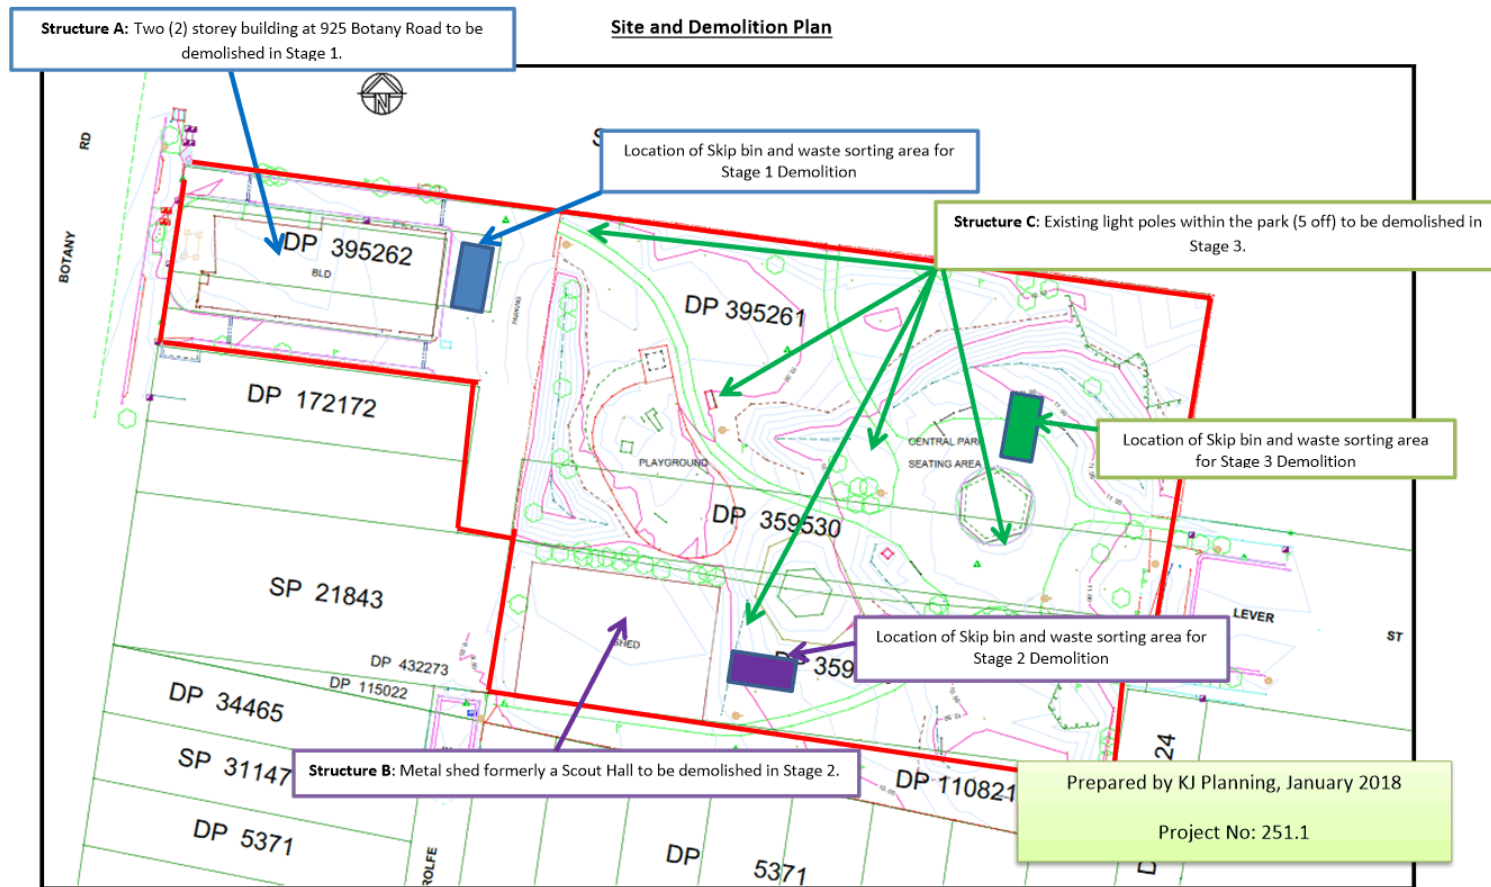 Site and Demolition Plan
Structure A: Two (2) storey building at 925 Botany Road to be
demolished in Stage 1.
N
RD
BOTANY
S
Location of Skip bin and waste sorting area for
Stage 1 Demolition
Structure C: Existing light poles within the park (5 off) to be demolished in
Stage 3.
DP 395262
BLD
PARKING
DP 395261
DP 172172
CENTRAL PARK
SEATING AREA
Location of Skip bin and waste sorting area
for Stage 3 Demolition
PLAYGROUND
DP 359530
SP 21843
SHED
Location of Skip bin and waste sorting area for
Stage 2 Demolition
DP 359
LEVER
ST
DP 432273
DP 115022
DP 34465
SP 31147
Structure B: Metal shed formerly a Scout Hall to be demolished in Stage 2.
DP 110821
24
D
Prepared by KJ Planning, January 2018
Project No: 251.1
DP 5371
ROLFE
DP 5371